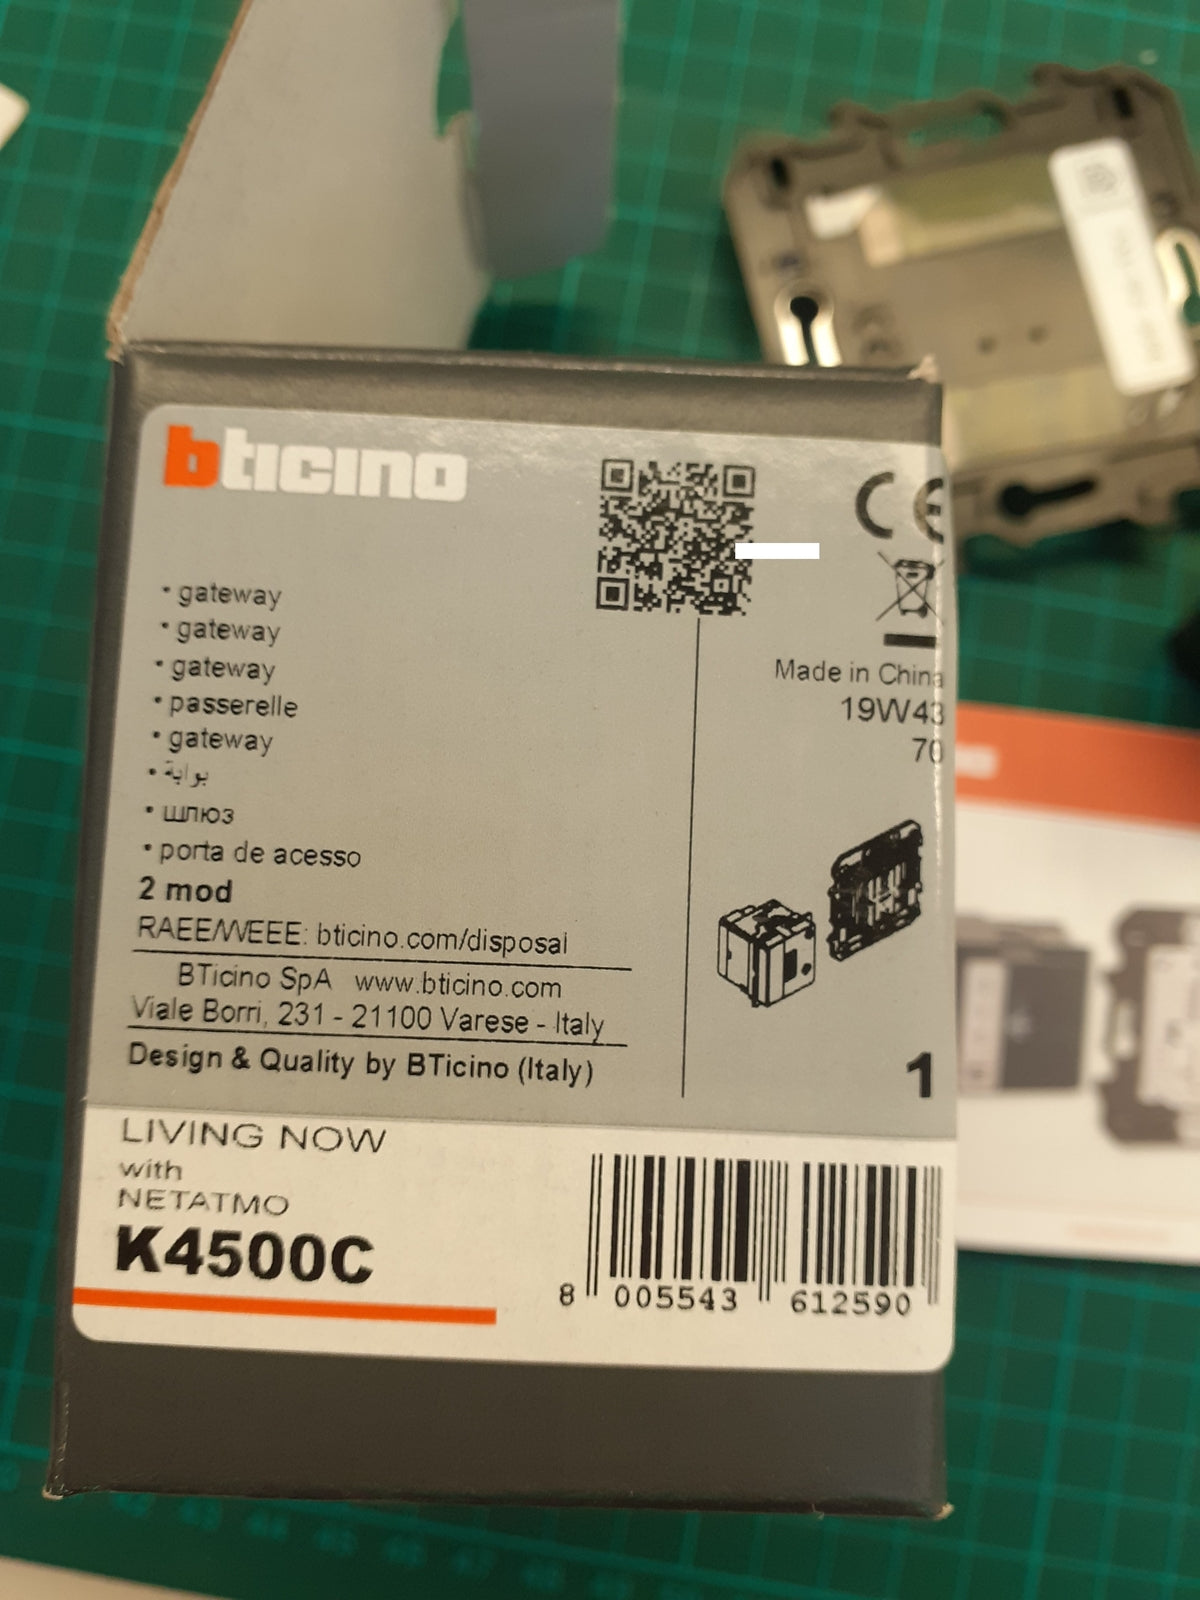 bticino
CE
• gateway
• gateway
• gateway
• passerelle
• gateway
• بوابة
• шлюз
• porta de acesso
2 mod
RAEE/WEEE: bticino.com/disposal
BTicino SpA www.bticino.com
Viale Borri, 231 - 21100 Varese - Italy
Design & Quality by BTicino (Italy)
Made in China
19W43
70
1
LIVING NOW
with
NETATMO
K4500C
8 005543 612590